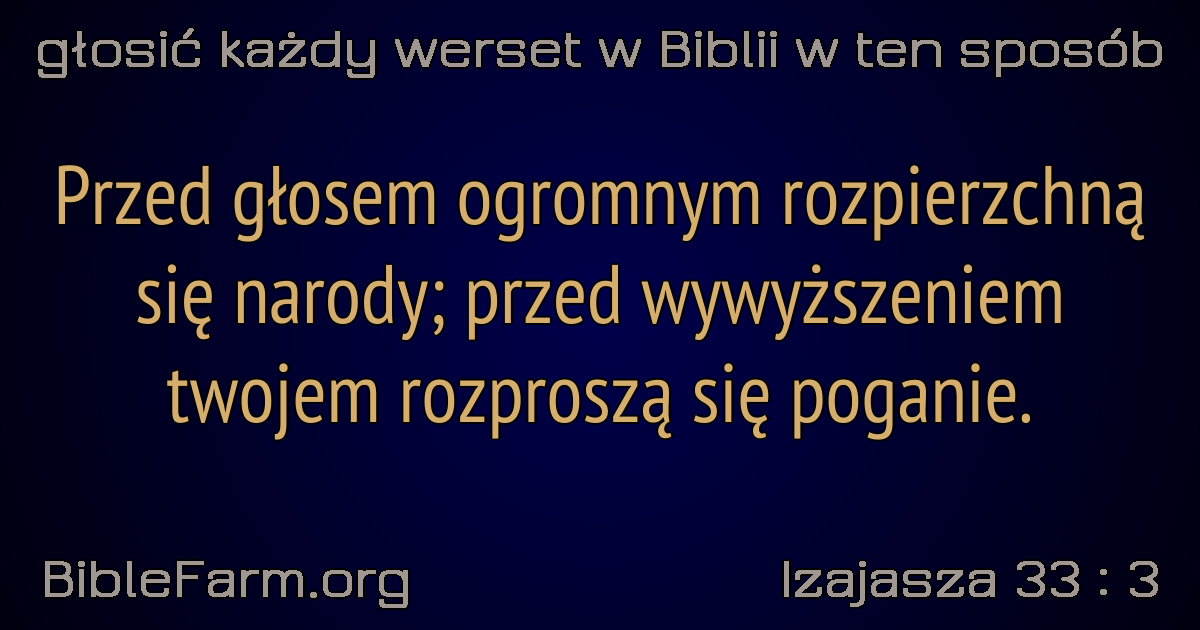 głosić każdy werset w Biblii w ten sposób
Przed głosem ogromnym rozpierzchną
się narody; przed wywyższeniem
twojem rozproszą się poganie.
BibleFarm.org
Izajasza 33 : 3